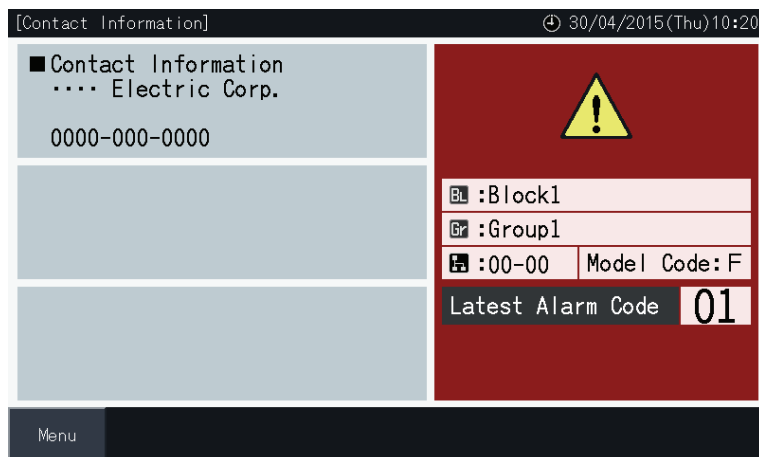 [Contact Information]
30/04/2015(Thu)10:20
■Contact Information
···· Electric Corp.
0000-000-0000
BL :Block1
Gr :Group1
:00-00 Model Code:F
Latest Alarm Code 01
Menu